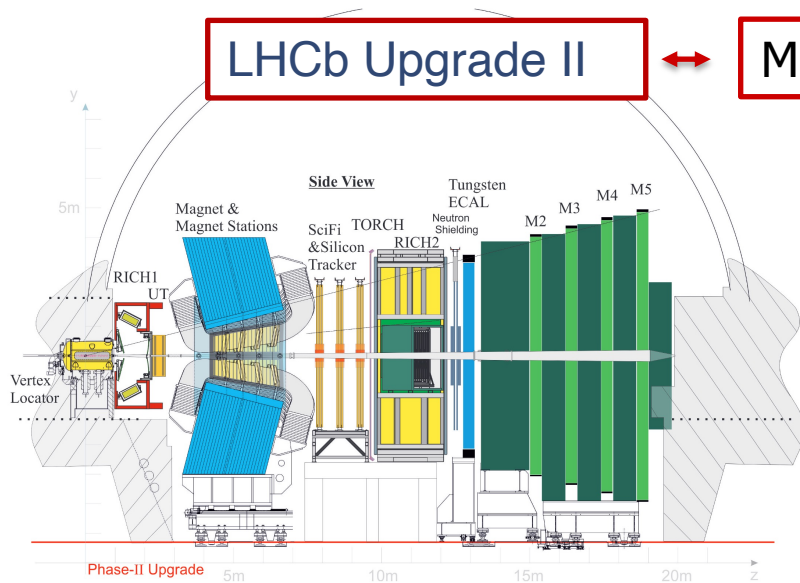 LHCb Upgrade II
M
y
Side View
Tungsten
ECAL
M5
M4
M3
M2
Neutron
Shielding
5m
Magnet &
Magnet Stations
TORCH
SciFi
&Silicon
Tracker
RICH2
RICH1
UT
Vertex
Locator
Phase-II Upgrade
5m
10m
15m
20m
z